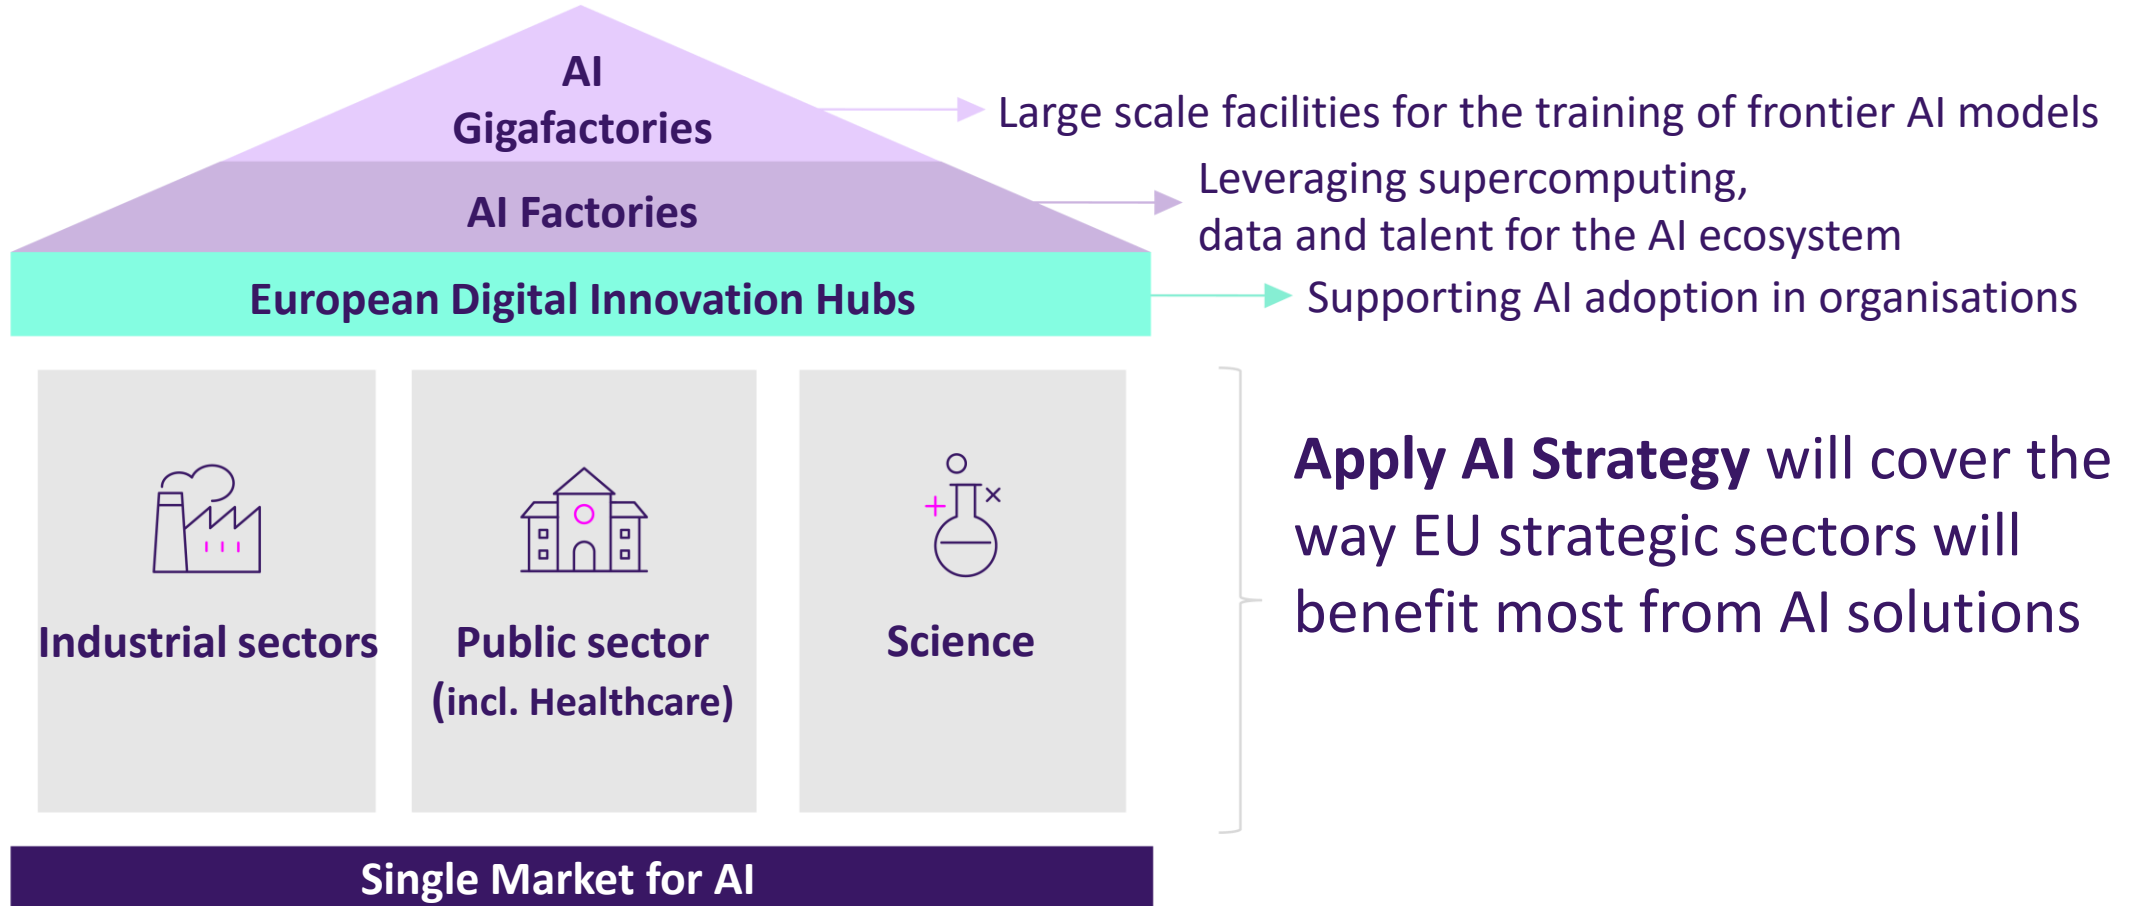 AI
Gigafactories
Large scale facilities for the training of frontier AI models
AI Factories
Leveraging supercomputing,
data and talent for the AI ecosystem
European Digital Innovation Hubs
Supporting AI adoption in organisations
Industrial sectors
Public sector
(incl. Healthcare)
Science
Apply AI Strategy will cover the
way EU strategic sectors will
benefit most from AI solutions
Single Market for AI